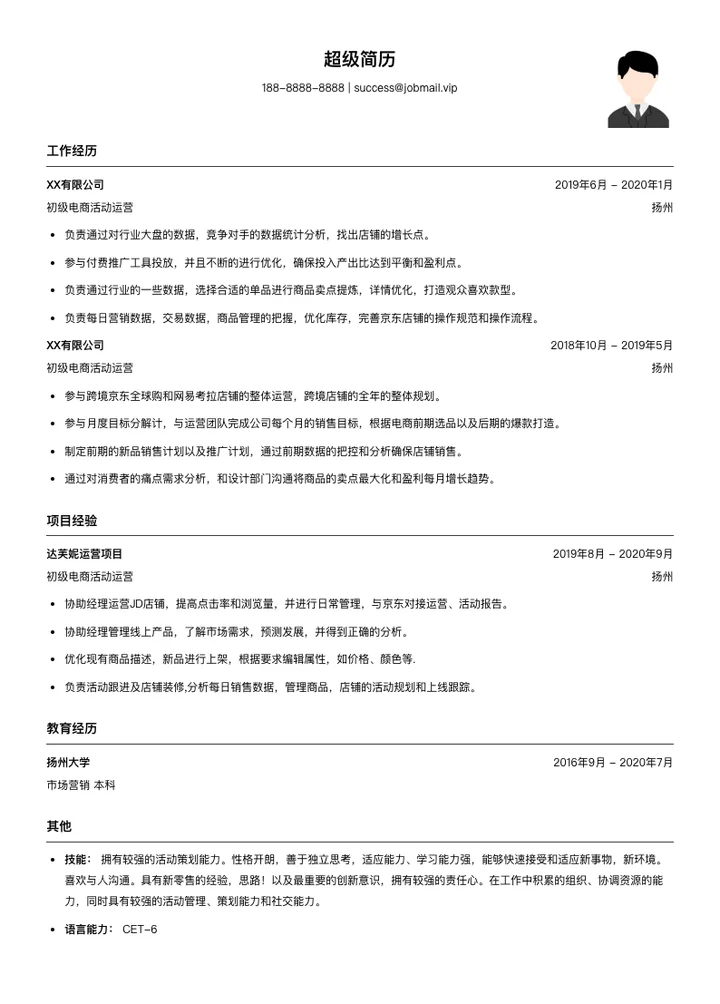 超级简历
188-8888-8888 | success@jobmail.vip
工作经历
XX有限公司 2019年6月 – 2020年1月
初级电商活动运营 扬州
• 负责通过对行业大盘的数据，竞争对手的数据统计分析，找出店铺的增长点。
• 参与付费推广工具投放，并且不断的进行优化，确保投入产出比达到平衡和盈利点。
• 负责通过行业的一些数据，选择合适的单品进行商品卖点提炼，详情优化，打造观众喜欢款型。
• 负责每日营销数据，交易数据，商品管理的把握，优化库存，完善京东店铺的操作规范和操作流程。
XX有限公司 2018年10月 – 2019年5月
初级电商活动运营 扬州
• 参与跨境京东全球购和网易考拉店铺的整体运营，跨境店铺的全年的整体规划。
• 参与月度目标分解计，与运营团队完成公司每个月的销售目标，根据电商前期选品以及后期的爆款打造。
• 制定前期的新品销售计划以及推广计划，通过前期数据的把控和分析确保店铺销售。
• 通过对消费者的痛点需求分析，和设计部门沟通将商品的卖点最大化和盈利每月增长趋势。
项目经验
达芙妮运营项目 2019年8月 – 2020年9月
初级电商活动运营 扬州
• 协助经理运营JD店铺，提高点击率和浏览量，并进行日常管理，与京东对接运营、活动报告。
• 协助经理管理线上产品，了解市场需求，预测发展，并得到正确的分析。
• 优化现有商品描述，新品进行上架，根据要求编辑属性，如价格、颜色等.
• 负责活动跟进及店铺装修,分析每日销售数据，管理商品，店铺的活动规划和上线跟踪。
教育经历
扬州大学 2016年9月 – 2020年7月
市场营销 本科
其他
• 技能： 拥有较强的活动策划能力。性格开朗，善于独立思考，适应能力、学习能力强，能够快速接受和适应新事物，新环境。
喜欢与人沟通。具有新零售的经验，思路！以及最重要的创新意识，拥有较强的责任心。在工作中积累的组织、协调资源的能
力，同时具有较强的活动管理、策划能力和社交能力。
• 语言能力： CET-6